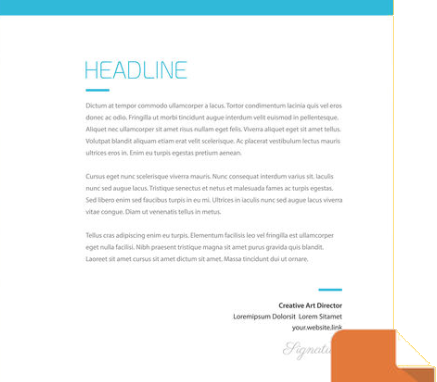 HEADLINE
Dictum at tempor commodo ullamcorper a lacus. Tortor condimentum lacinia quis vel eros
donec ac odio. Fringilla ut morbi tincidunt augue interdum velit euismod in pellentesque.
Aliquet nec ullamcorper sit amet risus nullam eget felis. Viverra aliquet eget sit amet tellus.
Volutpat blandit aliquam etiam erat velit scelerisque. Ac placerat vestibulum lectus mauris
ultrices eros in. Enim eu turpis egestas pretium aenean.
Cursus eget nunc scelerisque viverra mauris. Nunc consequat interdum varius sit. Iaculis
nunc sed augue lacus. Tristique senectus et netus et malesuada fames ac turpis egestas.
Sed libero enim sed faucibus turpis in eu mi. Ultrices in iaculis nunc sed augue lacus viverra
vitae congue. Diam ut venenatis tellus in metus.
Tellus cras adipiscing enim eu turpis. Elementum facilisis leo vel fringilla est ullamcorper
eget nulla facilisi. Nibh praesent tristique magna sit amet purus gravida quis blandit.
Laoreet sit amet cursus sit amet dictum sit amet. Massa tincidunt dui ut ornare.
Creative Art Director
Loremipsum Dolorsit Lorem Sitamet
your.website.link